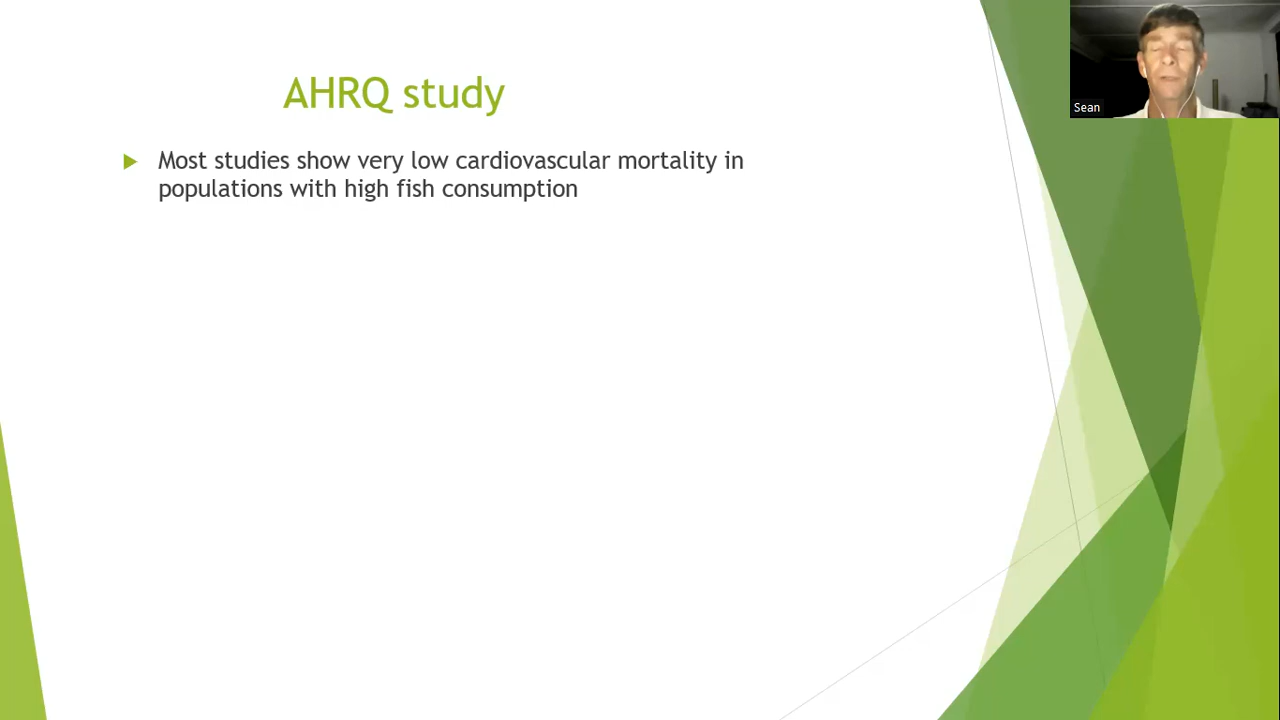 AHRQ study
Most studies show very low cardiovascular mortality in
populations with high fish consumption
Sean